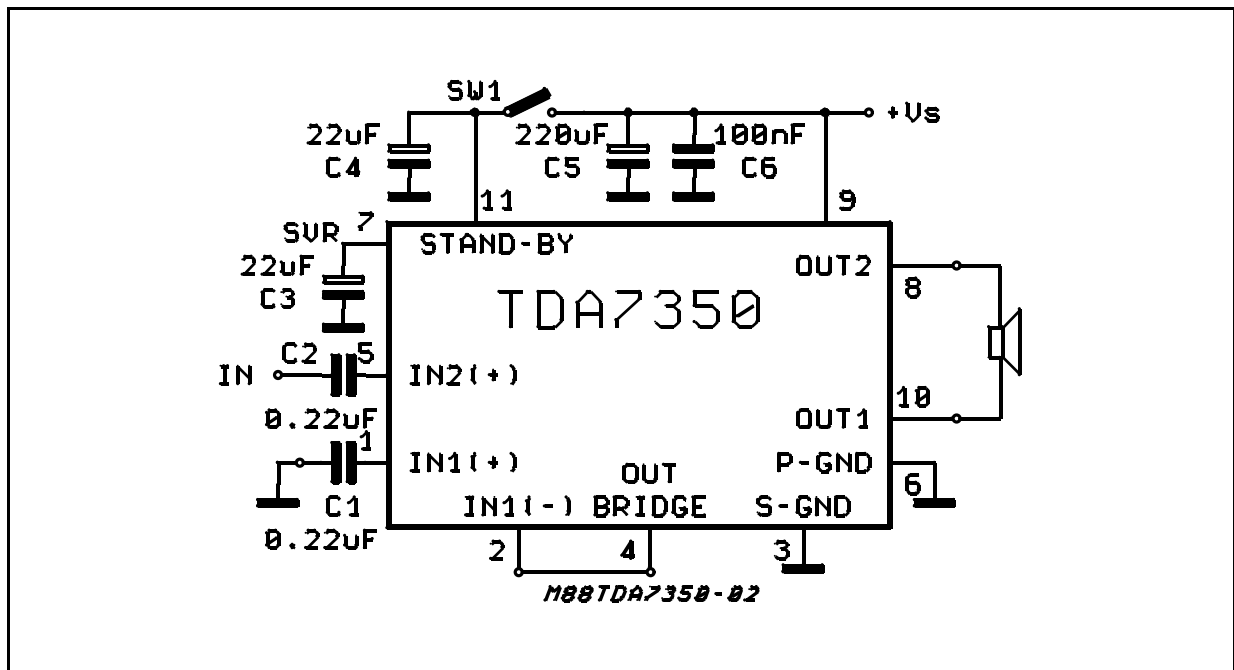 SW1
+Vs
22uF
C4
220uF
C5
100nF
C6
11
9
7
SVR
STAND-BY
22uF
C3
OUT2
8
TDA7350
C2
5
IN
IN2(+)
0.22uF
10
OUT1
1
IN1(+)
OUT
P-GND
6
C1
IN1(-)
BRIDGE
S-GND
0.22uF
2
4
3
M88TDA7350-02